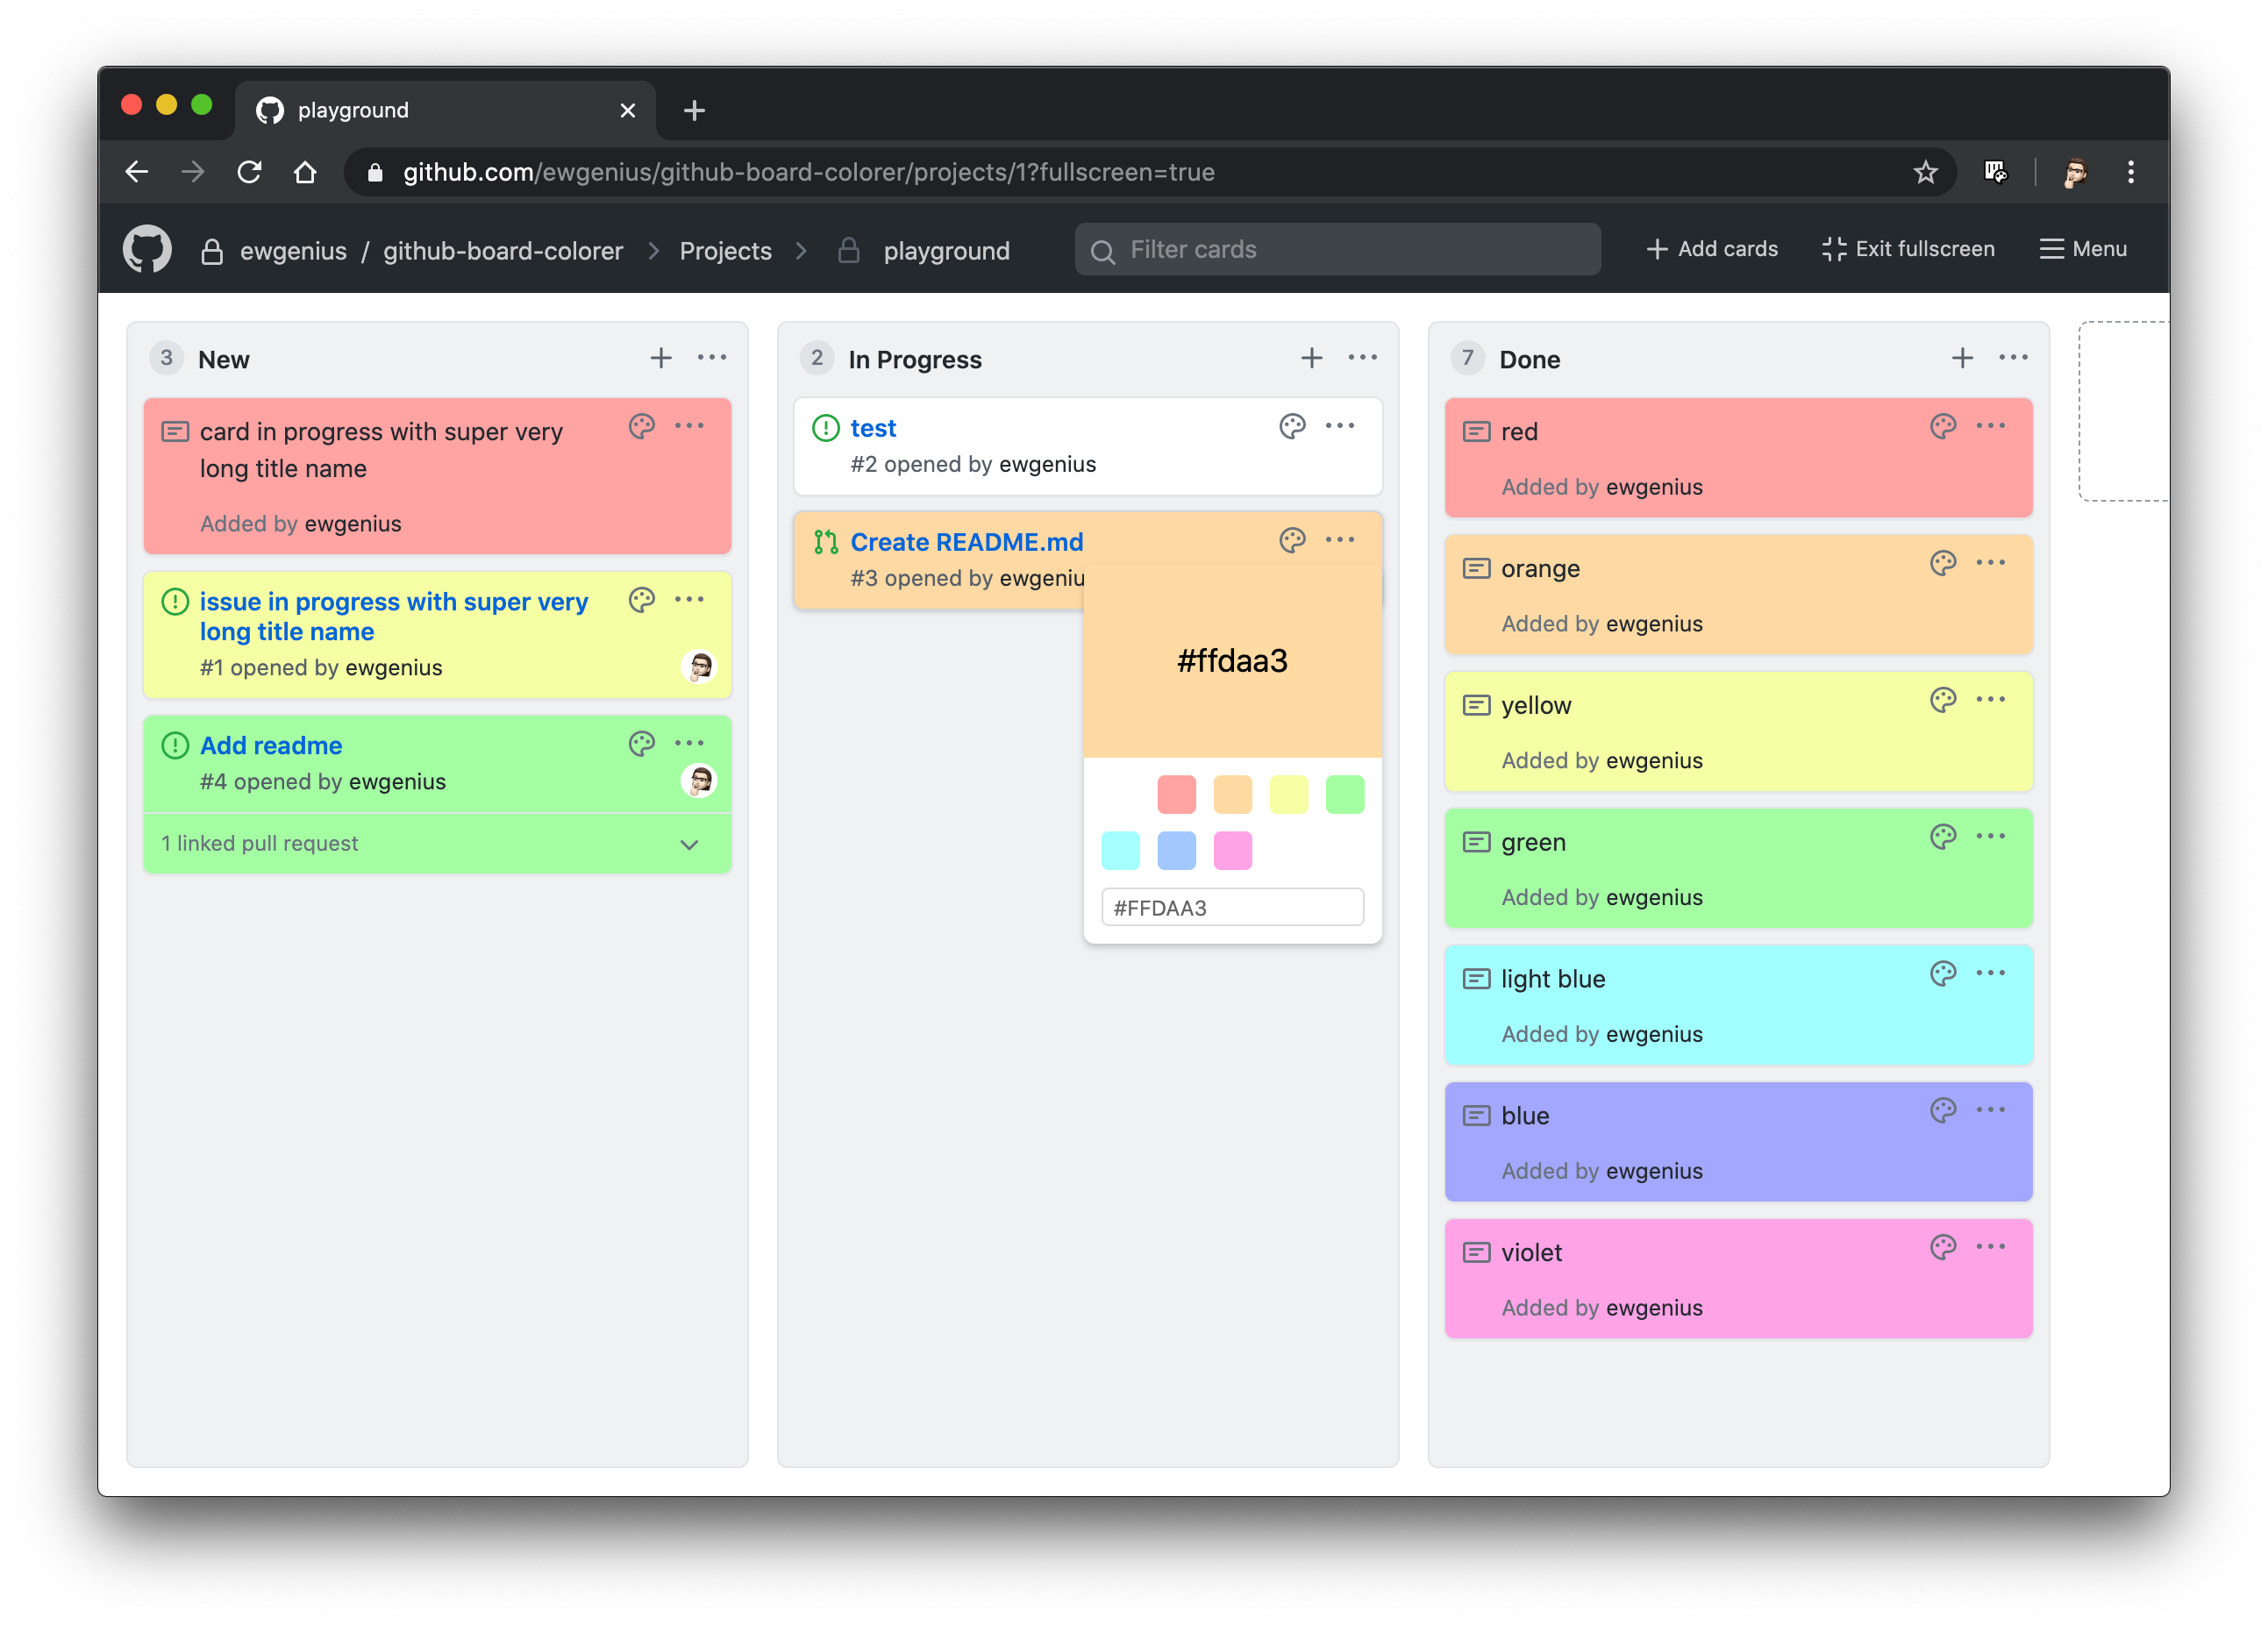 playground
github.com/ewgenius/github-board-colorer/projects/1?fullscreen=true
ewgenius / github-board-colorer > Projects > playground
Filter cards
Add cards
Exit fullscreen
Menu
3 New
card in progress with super very
long title name
Added by ewgenius
issue in progress with super very
long title name
#1 opened by ewgenius
Add readme
#4 opened by ewgenius
1 linked pull request
2 In Progress
test
#2 opened by ewgenius
Create README.md
#3 opened by ewgeniu
#ffdaa3
#FFDAA3
7 Done
red
Added by ewgenius
orange
Added by ewgenius
yellow
Added by ewgenius
green
Added by ewgenius
light blue
Added by ewgenius
blue
Added by ewgenius
violet
Added by ewgenius